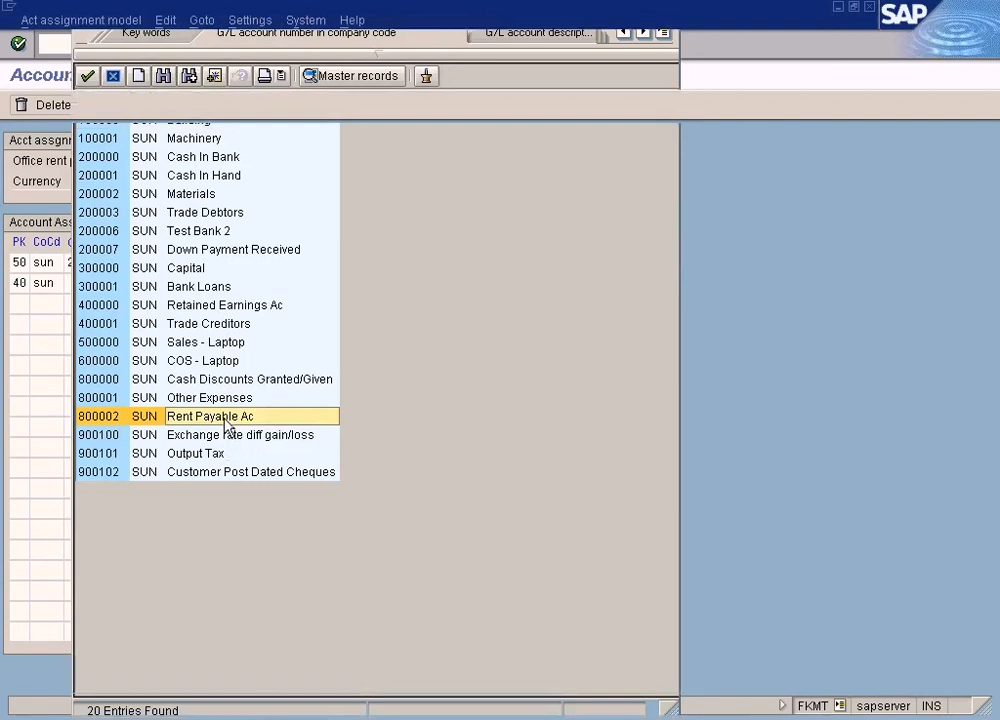 Act assignment model Edit Goto Settings System Help
SAP
Key words G/L account number in company code G/L account descript...
Accoun
Master records
Delete
Acct assgnm
Office rent p
Currency
Account Ass
PK CoCd
50 sun 2
40 sun
100001 SUN Machinery
200000 SUN Cash In Bank
200001 SUN Cash In Hand
200002 SUN Materials
200003 SUN Trade Debtors
200006 SUN Test Bank 2
200007 SUN Down Payment Received
300000 SUN Capital
300001 SUN Bank Loans
400000 SUN Retained Earnings Ac
400001 SUN Trade Creditors
500000 SUN Sales - Laptop
600000 SUN COS - Laptop
800000 SUN Cash Discounts Granted/Given
800001 SUN Other Expenses
800002 SUN Rent Payable Ac
900100 SUN Exchange rate diff gain/loss
900101 SUN Output Tax
900102 SUN Customer Post Dated Cheques
20 Entries Found
FKMT sapserver INS